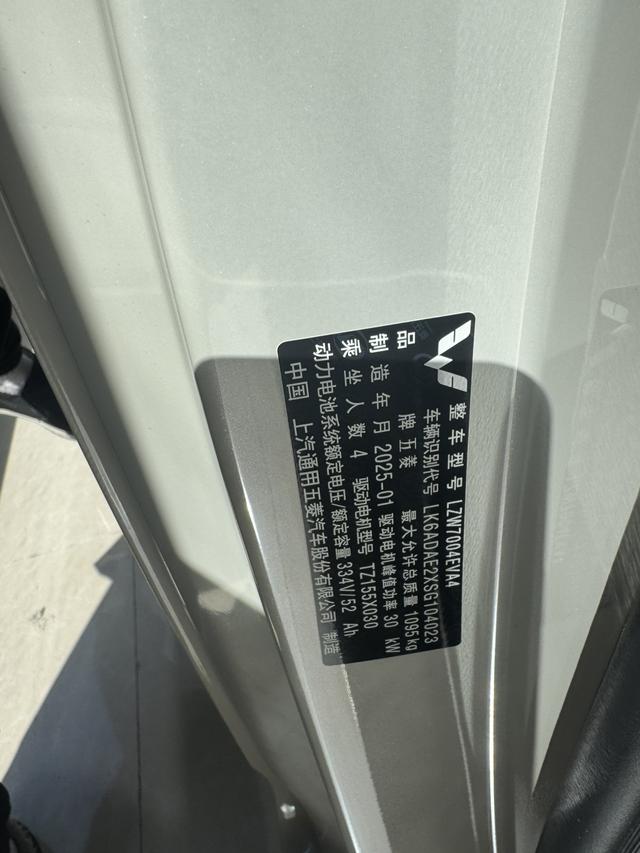 整车型号 LZW7004EVA4
车辆识别代号 LK6ADAE2XSG104023
品牌 五菱 最大允许总质量 1095 kg
制造年月 2025-01 驱动电机峰值功率 30 kW
乘坐人数 4 驱动电机型号 TZ155X030
动力电池系统额定电压/额定容量 334V/52 Ah
中国 上汽通用五菱汽车股份有限公司 制造